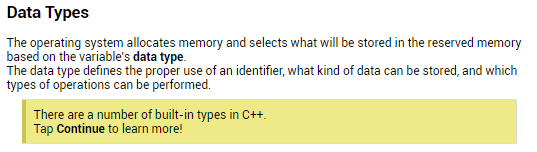 Data Types
The operating system allocates memory and selects what will be stored in the reserved memory
based on the variable's data type.
The data type defines the proper use of an identifier, what kind of data can be stored, and which
types of operations can be performed.
There are a number of built-in types in C++.
Tap Continue to learn more!